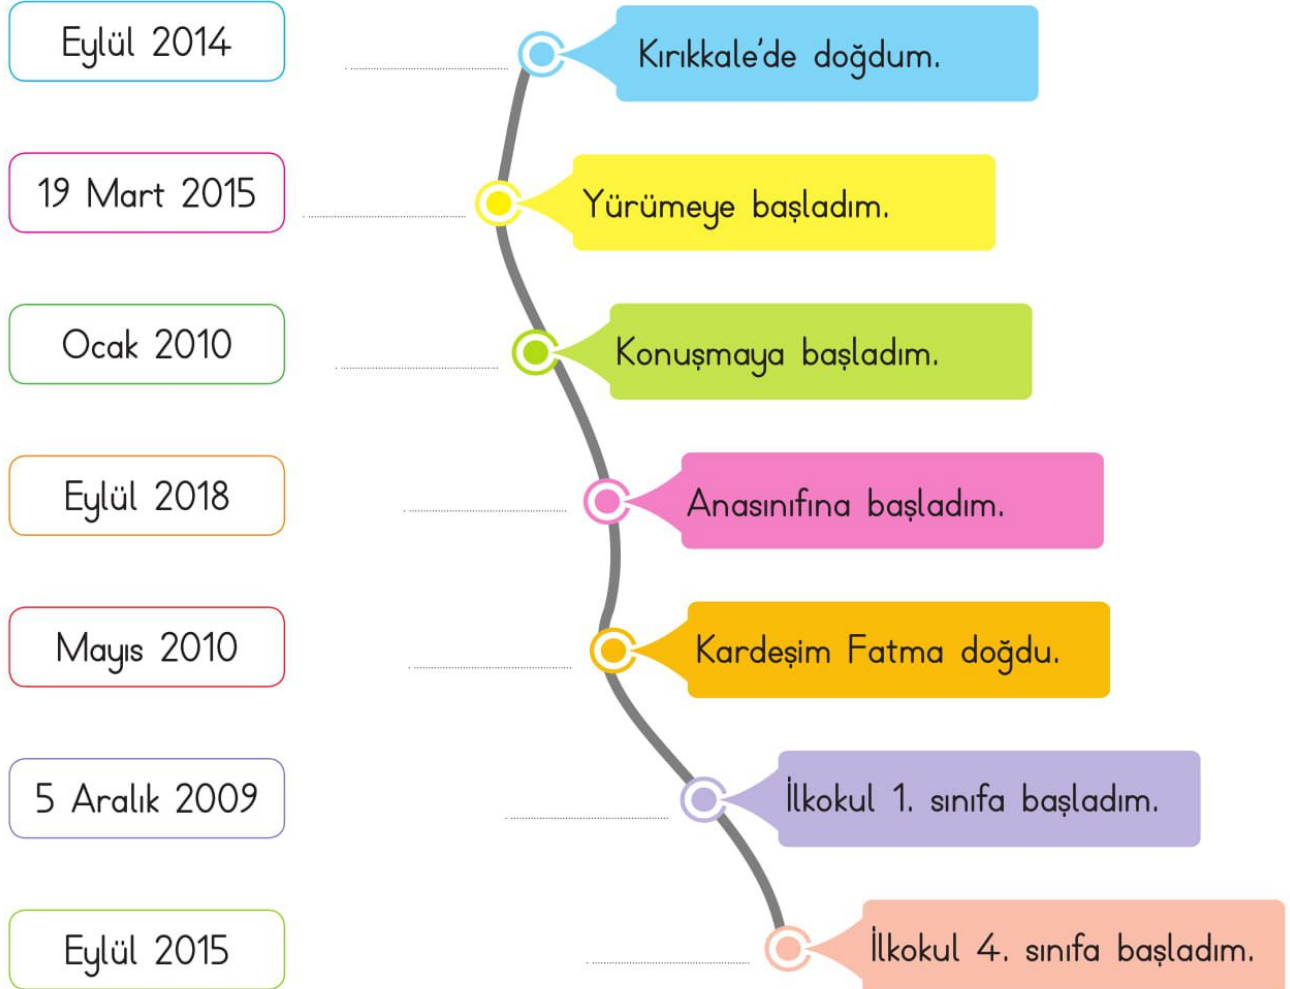 Eylül 2014
Kırıkkale'de doğdum.
19 Mart 2015
Yürümeye başladım.
Ocak 2010
Konuşmaya başladım.
Eylül 2018
Anasınıfına başladım.
Mayıs 2010
Kardeşim Fatma doğdu.
5 Aralık 2009
İlkokul 1. sınıfa başladım.
Eylül 2015
İlkokul 4. sınıfa başladım.